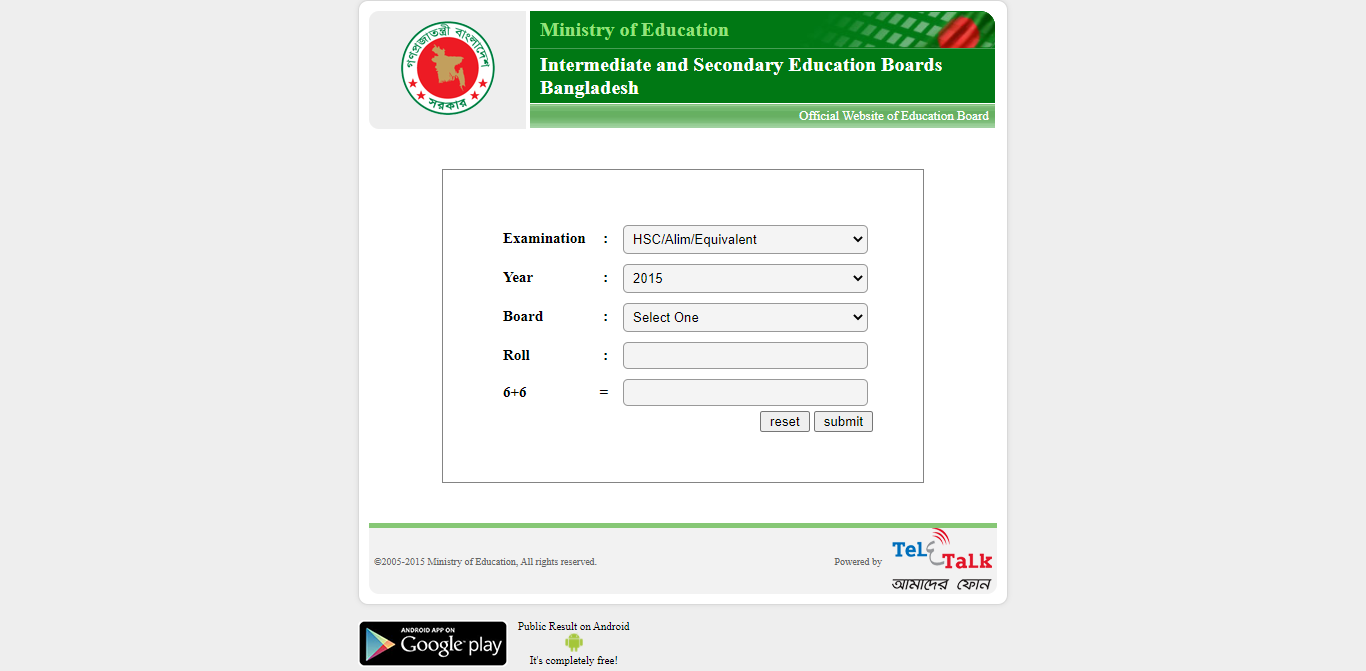 গণপ্রজাতন্ত্রী বাংলাদেশ
সরকার
Ministry of Education
Intermediate and Secondary Education Boards
Bangladesh
Official Website of Education Board
Examination : HSC/Alim/Equivalent
Year : 2015
Board : Select One
Roll :
6+6 =
reset submit
©2005-2015 Ministry of Education, All rights reserved.
Powered by
TeleTalk
আমাদের ফোন
ANDROID APP ON
Google play
Public Result on Android
It's completely free!